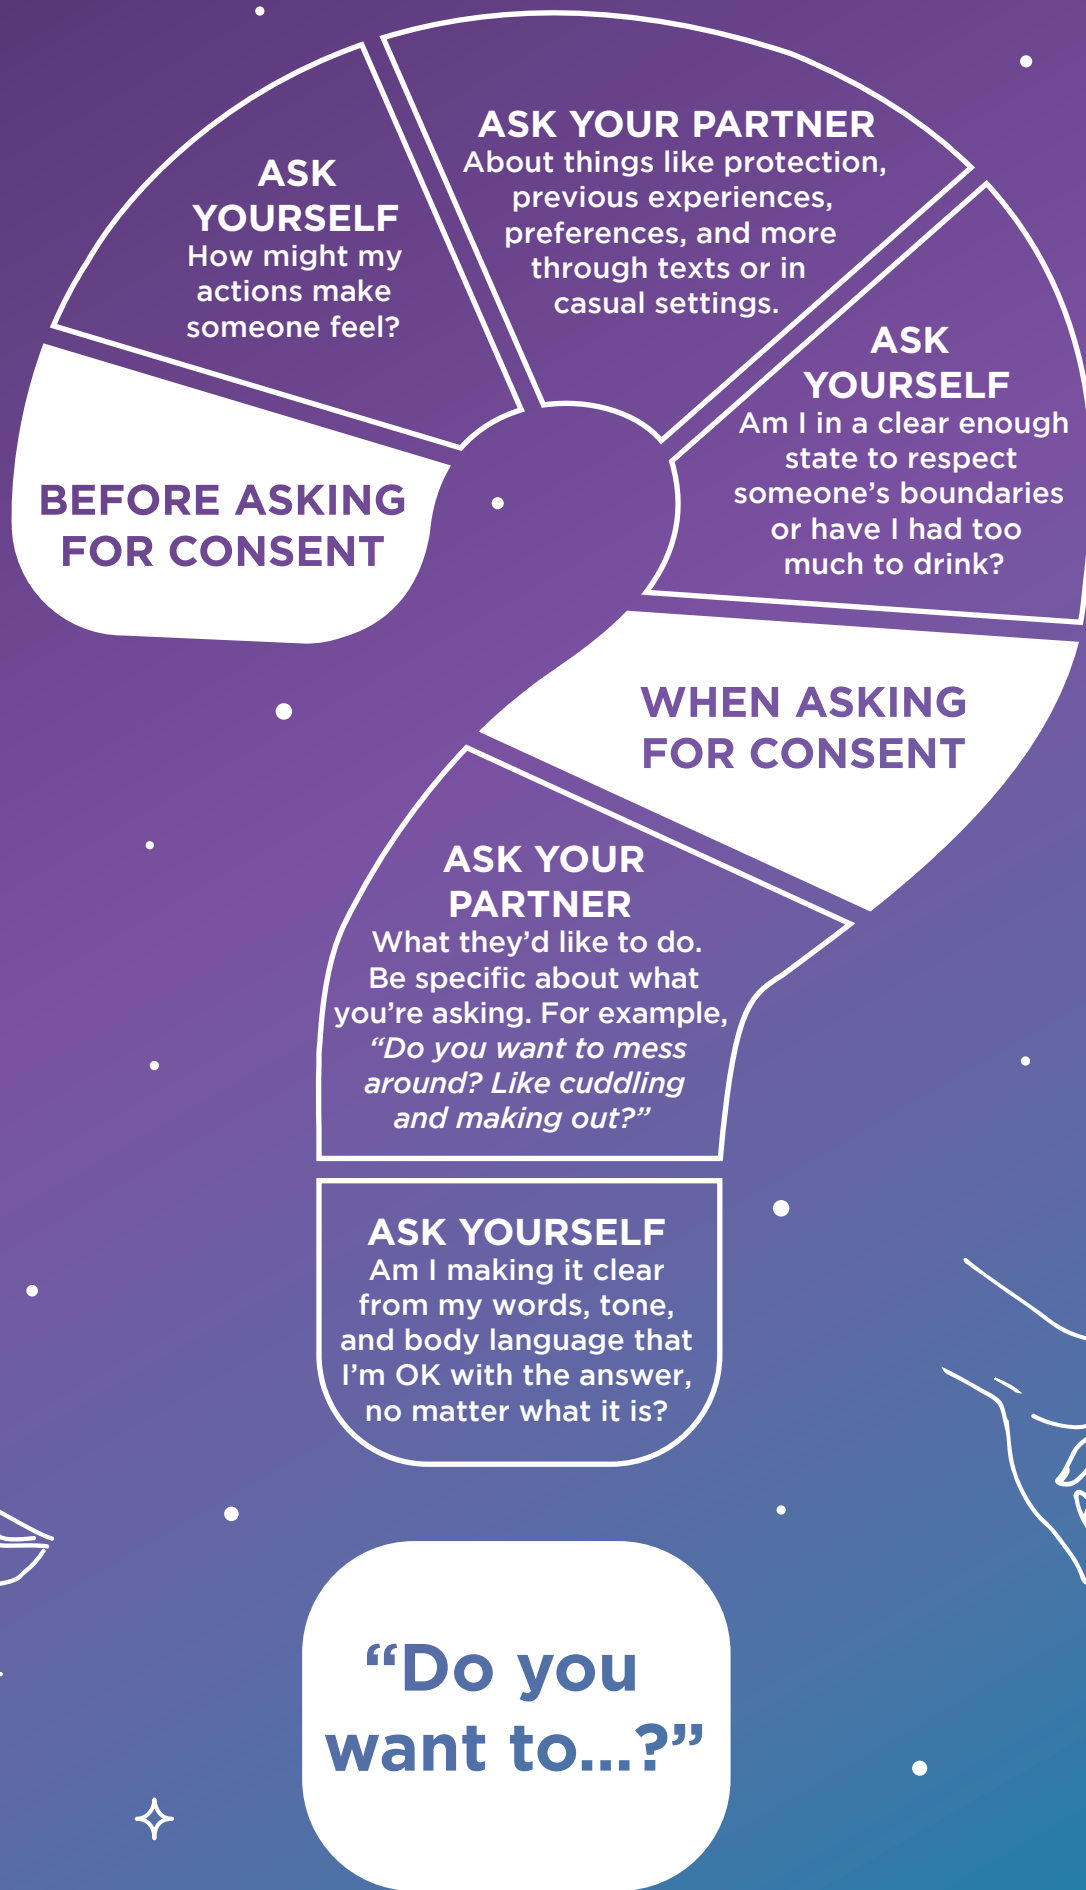 BEFORE ASKING
FOR CONSENT
ASK
YOURSELF
How might my
actions make
someone feel?
ASK YOUR PARTNER
About things like protection,
previous experiences,
preferences, and more
through texts or in
casual settings.
ASK
YOURSELF
Am I in a clear enough
state to respect
someone’s boundaries
or have I had too
much to drink?
WHEN ASKING
FOR CONSENT
ASK YOUR
PARTNER
What they’d like to do.
Be specific about what
you’re asking. For example,
“Do you want to mess
around? Like cuddling
and making out?”
ASK YOURSELF
Am I making it clear
from my words, tone,
and body language that
I’m OK with the answer,
no matter what it is?
“Do you
want to...?”